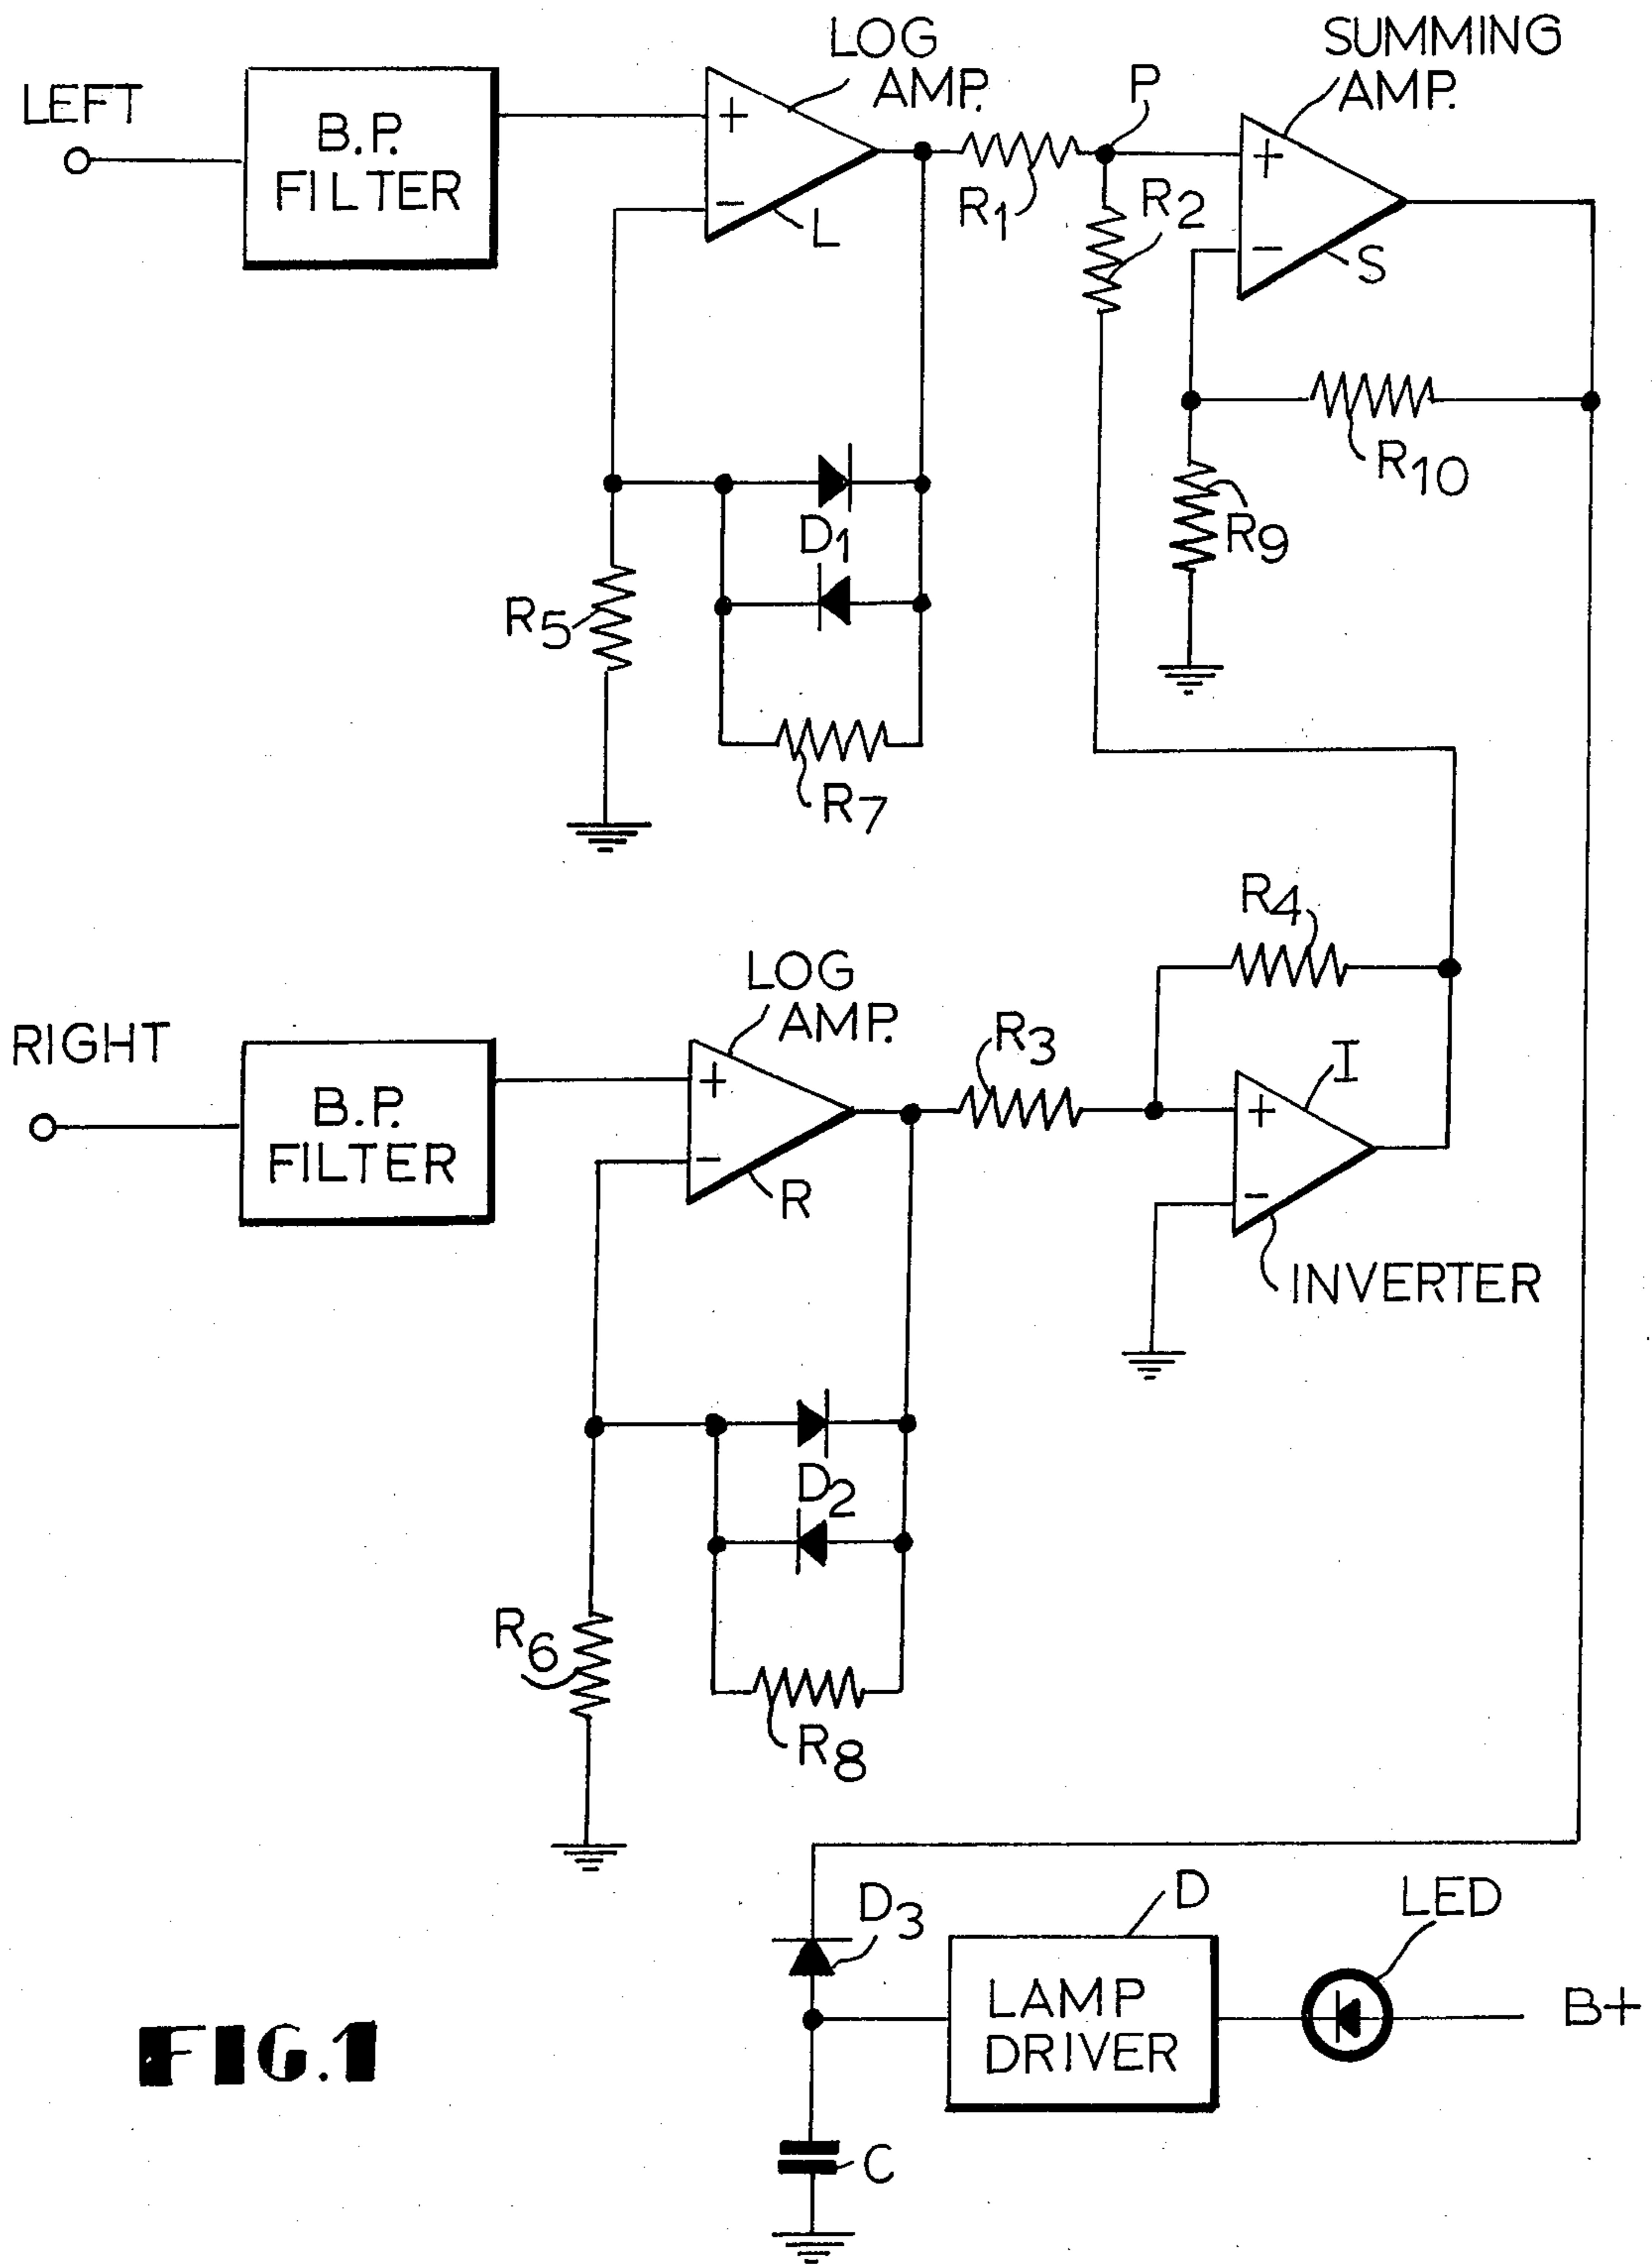 LEFT
B.P.
FILTER
LOG
AMP.
+
−
L
R1
P
R2
SUMMING
AMP.
+
−
S
R10
R9
D1
R5
R7
RIGHT
B.P.
FILTER
LOG
AMP.
+
−
R
R3
R4
I
+
−
INVERTER
D2
R6
R8
D3
D
LAMP
DRIVER
LED
B+
C
FIG.1